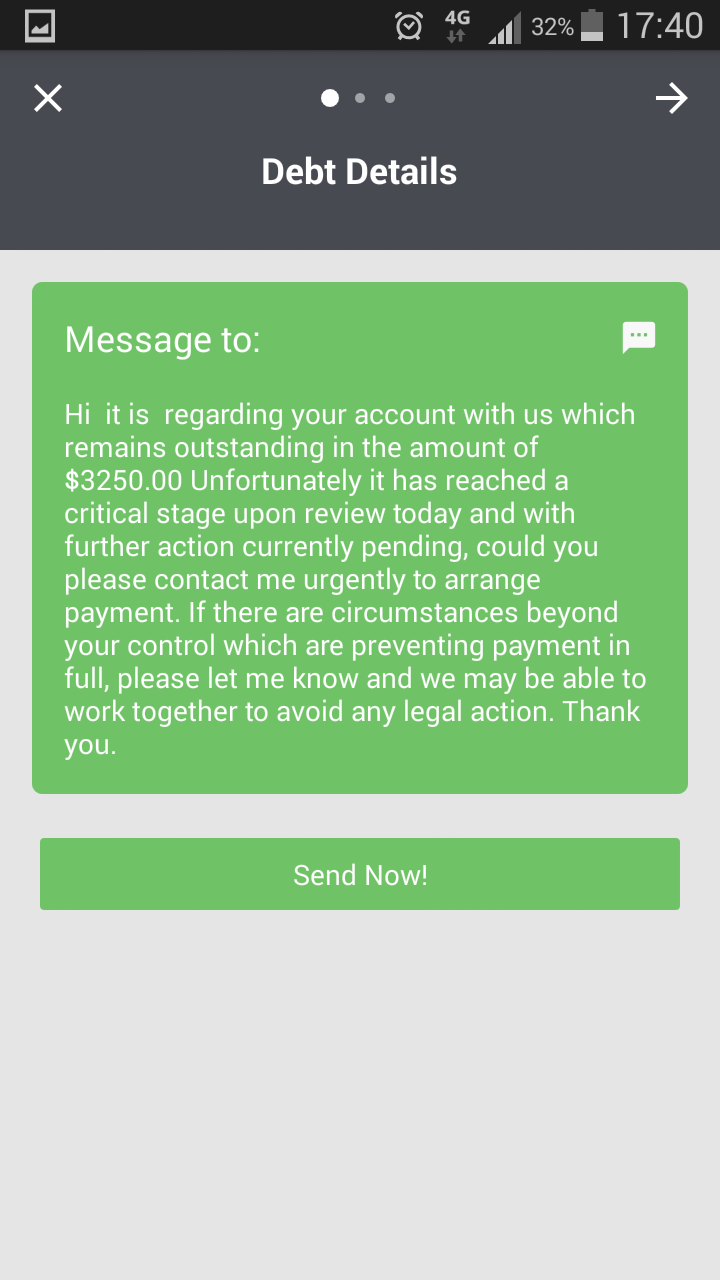 4G 32% 17:40
Debt Details
Message to:
Hi  it is  regarding your account with us which
remains outstanding in the amount of
$3250.00 Unfortunately it has reached a
critical stage upon review today and with
further action currently pending, could you
please contact me urgently to arrange
payment. If there are circumstances beyond
your control which are preventing payment in
full, please let me know and we may be able to
work together to avoid any legal action. Thank
you.
Send Now!